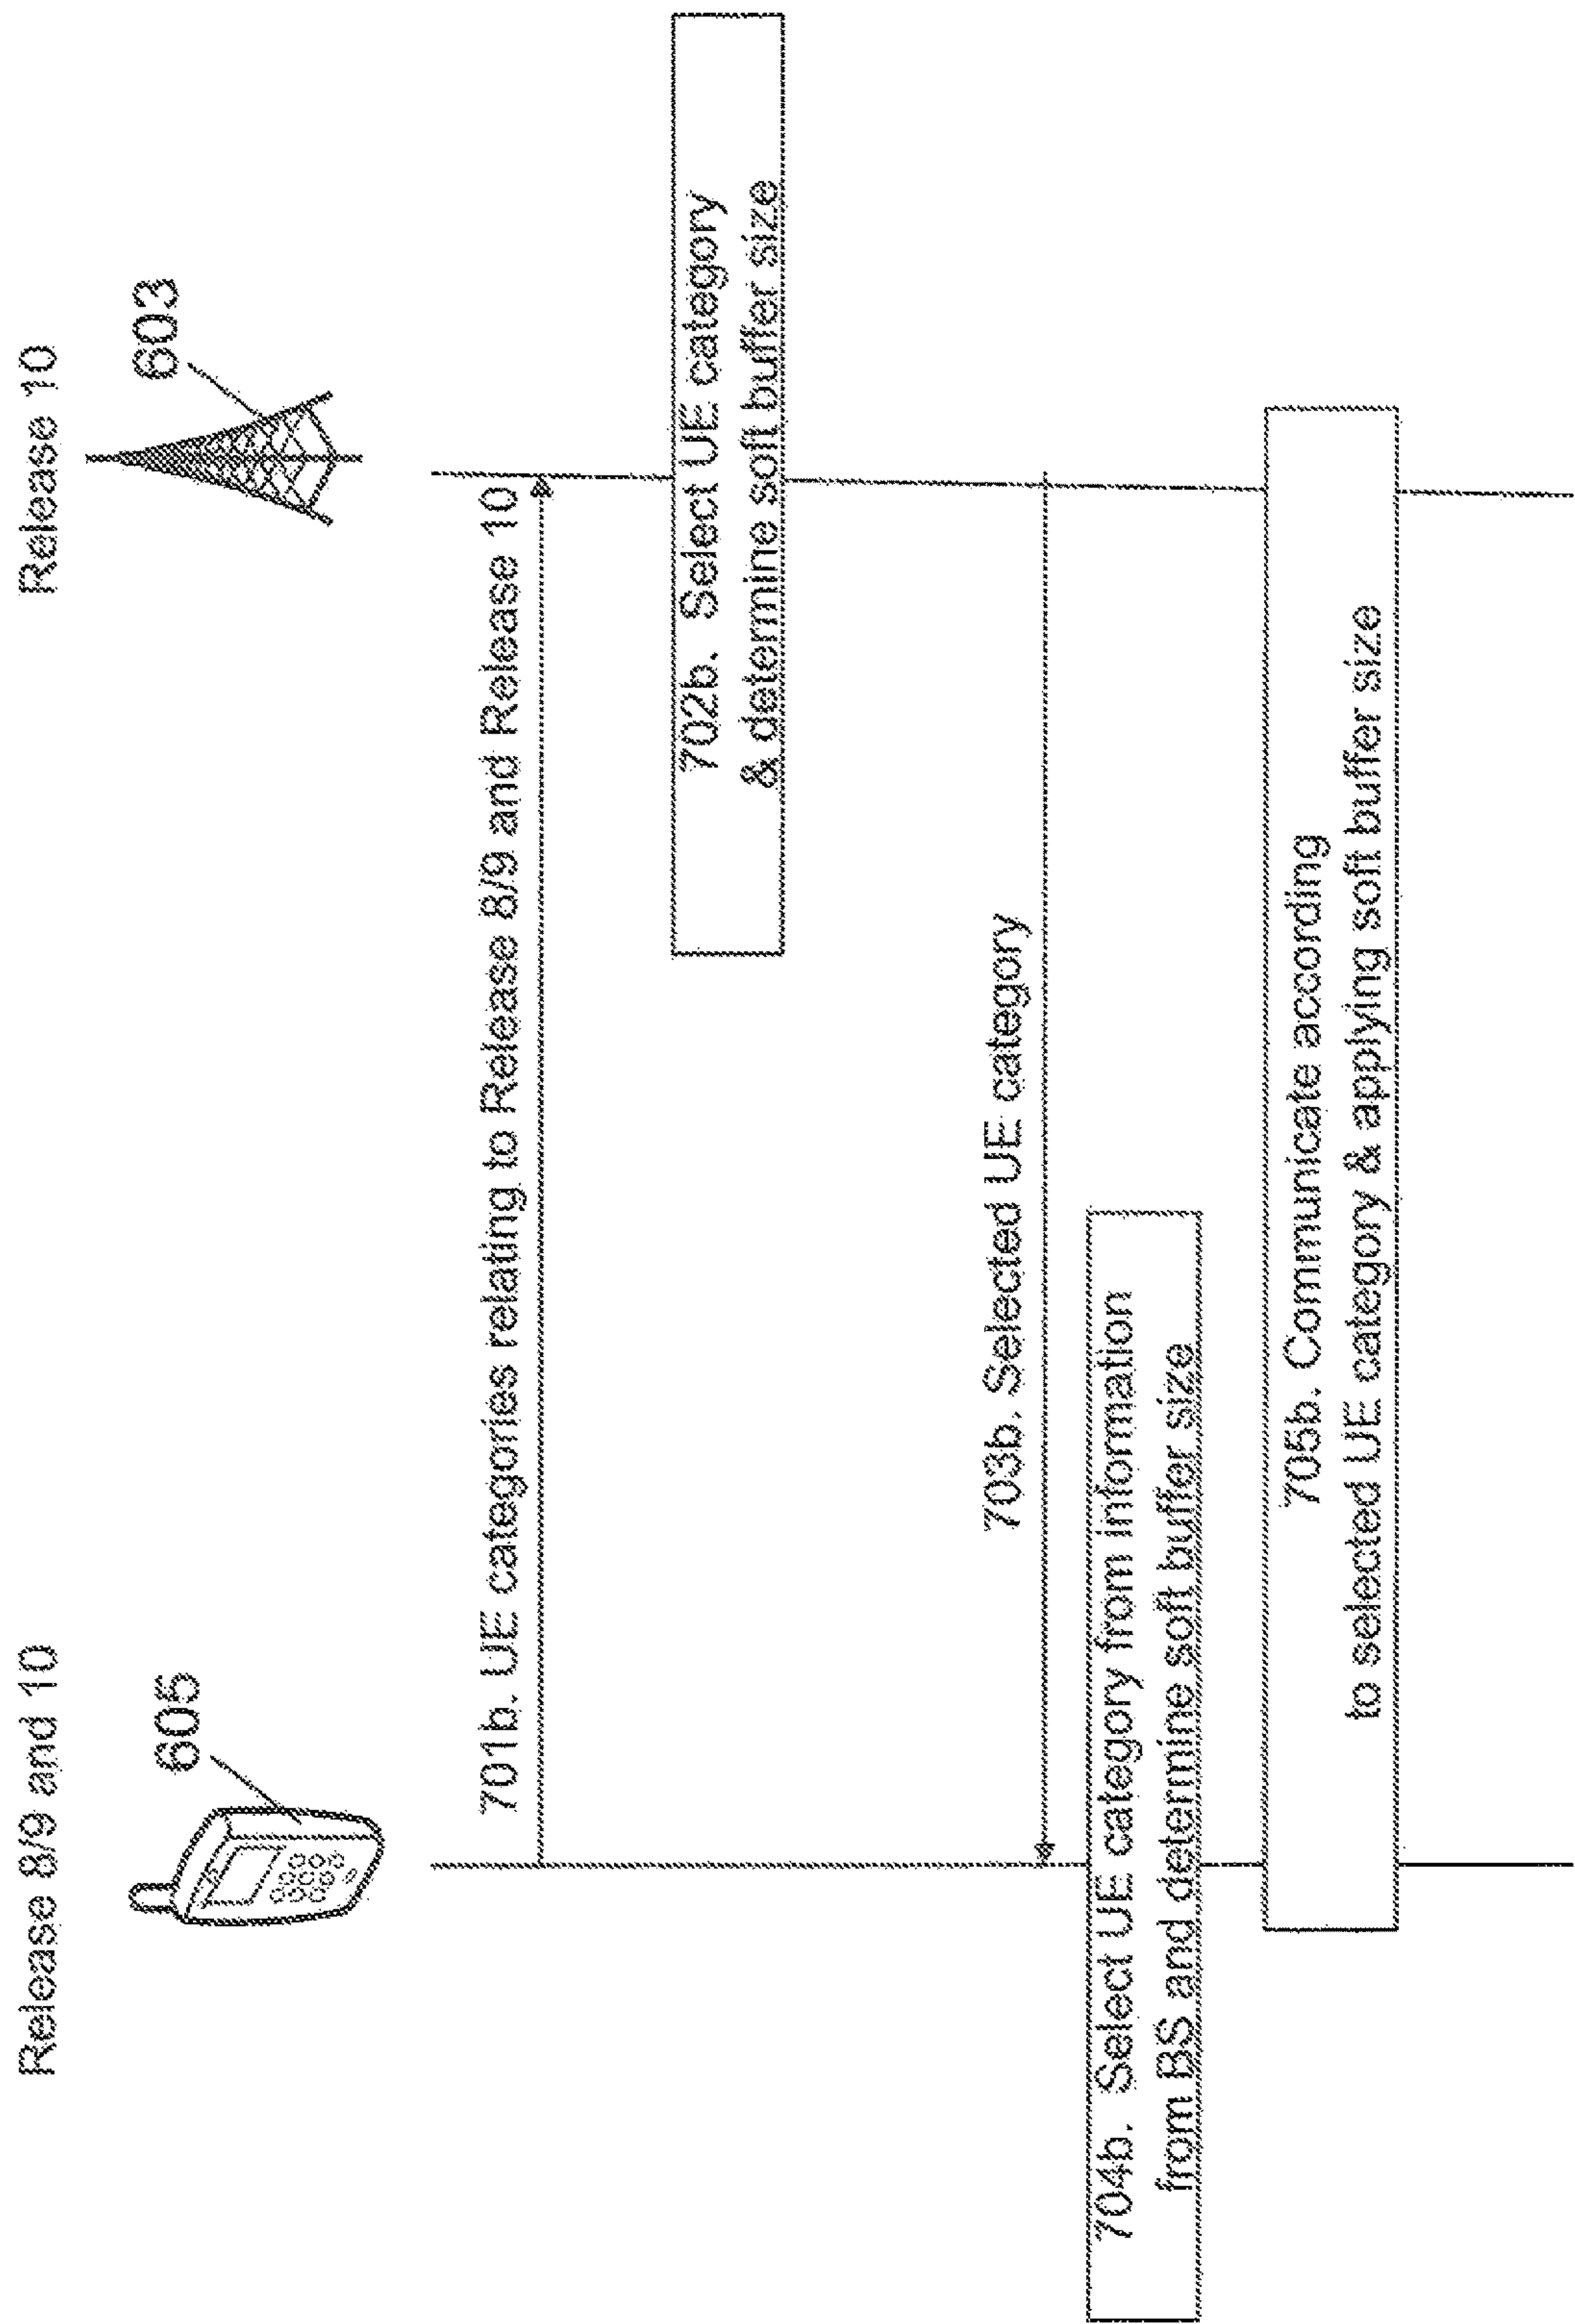 Release 8/9 and 10
Release 10
605
603
701b. UE categories relating to Release 8/9 and Release 10
702b. Select UE category
& determine soft buffer size
703b. Selected UE category
704b. Select UE category from information
from BS and determine soft buffer size
705b. Communicate according
to selected UE category & applying soft buffer size